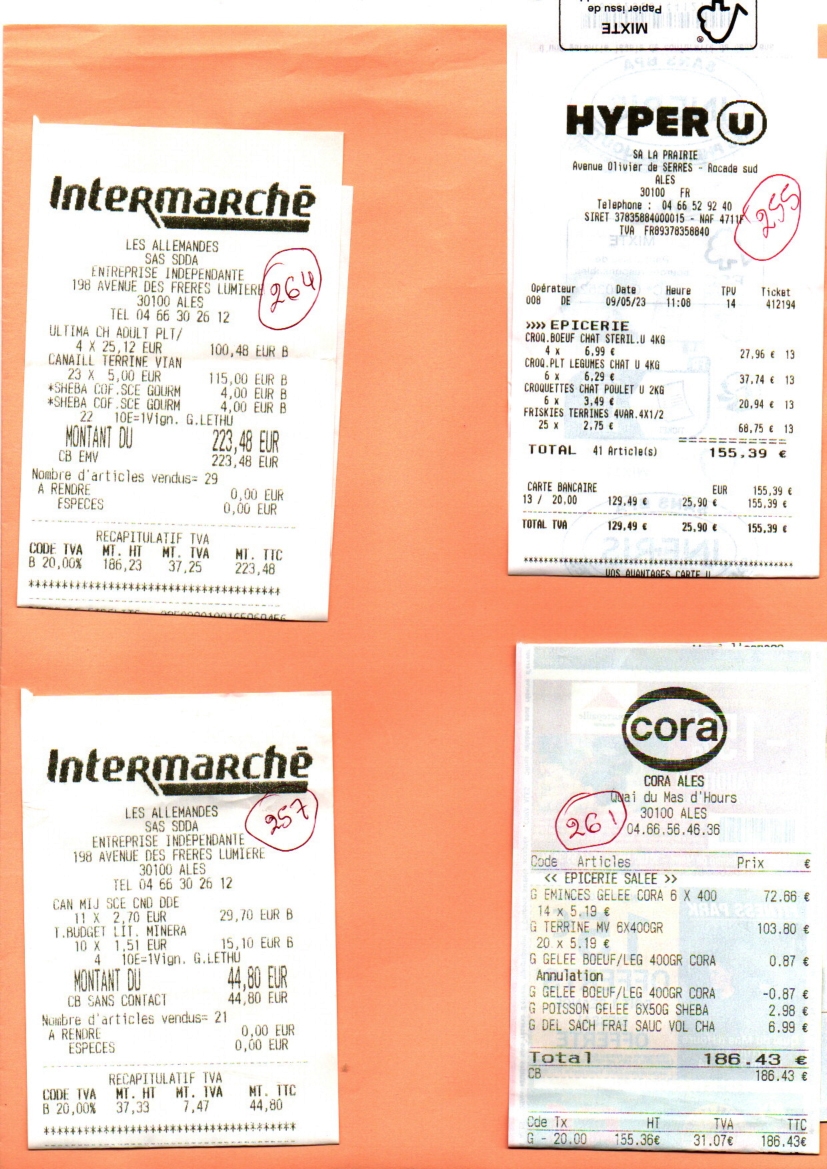 MIXTE
Papier issu de
Intermarchē
LES ALLEMANDES
SAS SDDA
ENTREPRISE INDEPENDANTE
198 AVENUE DES FRERES LUMIERE
30100 ALES
TEL 04 66 30 26 12
264
ULTIMA CH ADULT PLT/
4 X 25,12 EUR 100,48 EUR B
CANAILL TERRINE VIAN
23 X 5,00 EUR 115,00 EUR B
*SHEBA COF.SCE GOURM 4,00 EUR B
*SHEBA COF.SCE GOURM 4,00 EUR B
22 10E=1Vign. G.LETHU
MONTANT DU 223,48 EUR
CB EMV 223,48 EUR
Nombre d'articles vendus= 29
A RENDRE 0,00 EUR
ESPECES 0,00 EUR
RECAPITULATIF TVA
CODE TVA MT. HT MT. TVA MT. TTC
B 20,00% 186,23 37,25 223,48
****************************************
HYPER U
SA LA PRAIRIE
Avenue Olivier de SERRES - Rocade sud
ALES
30100 FR
Telephone : 04 66 52 92 40
SIRET 37835884000015 - NAF 4711F
TVA FR89378358840
255
Opérateur Date Heure TPV Ticket
008 DE 09/05/23 11:08 14 412194
>>>> EPICERIE
CROQ.BOEUF CHAT STERIL.U 4KG
4 x 6,99 € 27,96 € 13
CROQ.PLT LEGUMES CHAT U 4KG
6 x 6,29 € 37,74 € 13
CROQUETTES CHAT POULET U 2KG
6 x 3,49 € 20,94 € 13
FRISKIES TERRINES 4VAR.4X1/2
25 x 2,75 € 68,75 € 13
===========
TOTAL 41 Article(s) 155,39 €
CARTE BANCAIRE EUR 155,39 €
13 / 20,00 129,49 € 25,90 € 155,39 €
TOTAL TVA 129,49 € 25,90 € 155,39 €
****************************************
VOS AVANTAGES CARTE U
Intermarchē
LES ALLEMANDES
SAS SDDA
ENTREPRISE INDEPENDANTE
198 AVENUE DES FRERES LUMIERE
30100 ALES
TEL 04 66 30 26 12
257
CAN MIJ SCE CND DDE
11 X 2,70 EUR 29,70 EUR B
T.BUDGET LIT. MINERA
10 X 1,51 EUR 15,10 EUR B
4 10E=1Vign. G.LETHU
MONTANT DU 44,80 EUR
CB SANS CONTACT 44,80 EUR
Nombre d'articles vendus= 21
A RENDRE 0,00 EUR
ESPECES 0,00 EUR
RECAPITULATIF TVA
CODE TVA MT. HT MT. TVA MT. TTC
B 20,00% 37,33 7,47 44,80
****************************************
cora
CORA ALES
Quai du Mas d'Hours
30100 ALES
04.66.56.46.36
261
Code Articles Prix €
<< EPICERIE SALEE >>
G EMINCES GELEE CORA 6 X 400 72.66 €
14 x 5.19 €
G TERRINE MV 6X400GR 103.80 €
20 x 5.19 €
G GELEE BOEUF/LEG 400GR CORA 0.87 €
Annulation
G GELEE BOEUF/LEG 400GR CORA -0.87 €
G POISSON GELEE 6X50G SHEBA 2.98 €
G DEL SACH FRAI SAUC VOL CHA 6.99 €
Total 186.43 €
CB 186.43 €
Cde Tx HT TVA TTC
G - 20.00 155.36€ 31.07€ 186.43€